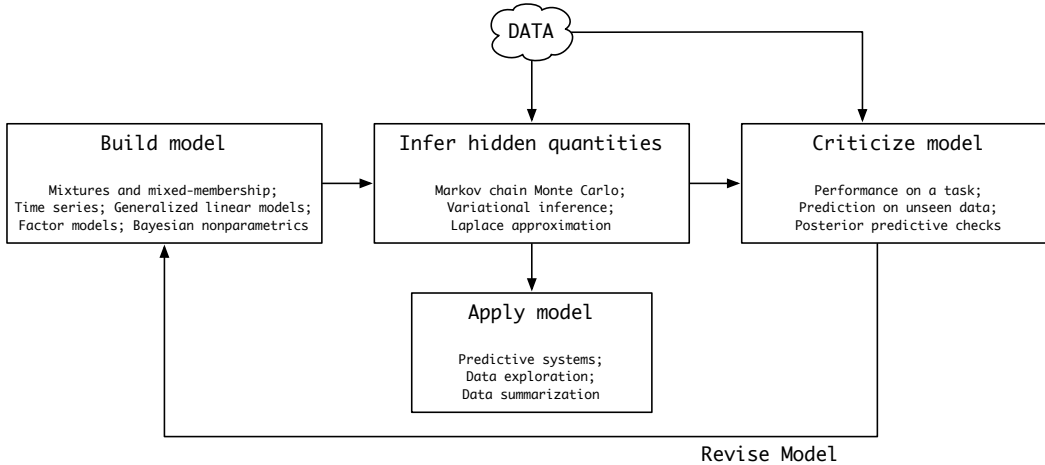 DATA
Build model
Mixtures and mixed-membership;
Time series; Generalized linear models;
Factor models; Bayesian nonparametrics
Infer hidden quantities
Markov chain Monte Carlo;
Variational inference;
Laplace approximation
Criticize model
Performance on a task;
Prediction on unseen data;
Posterior predictive checks
Apply model
Predictive systems;
Data exploration;
Data summarization
Revise Model